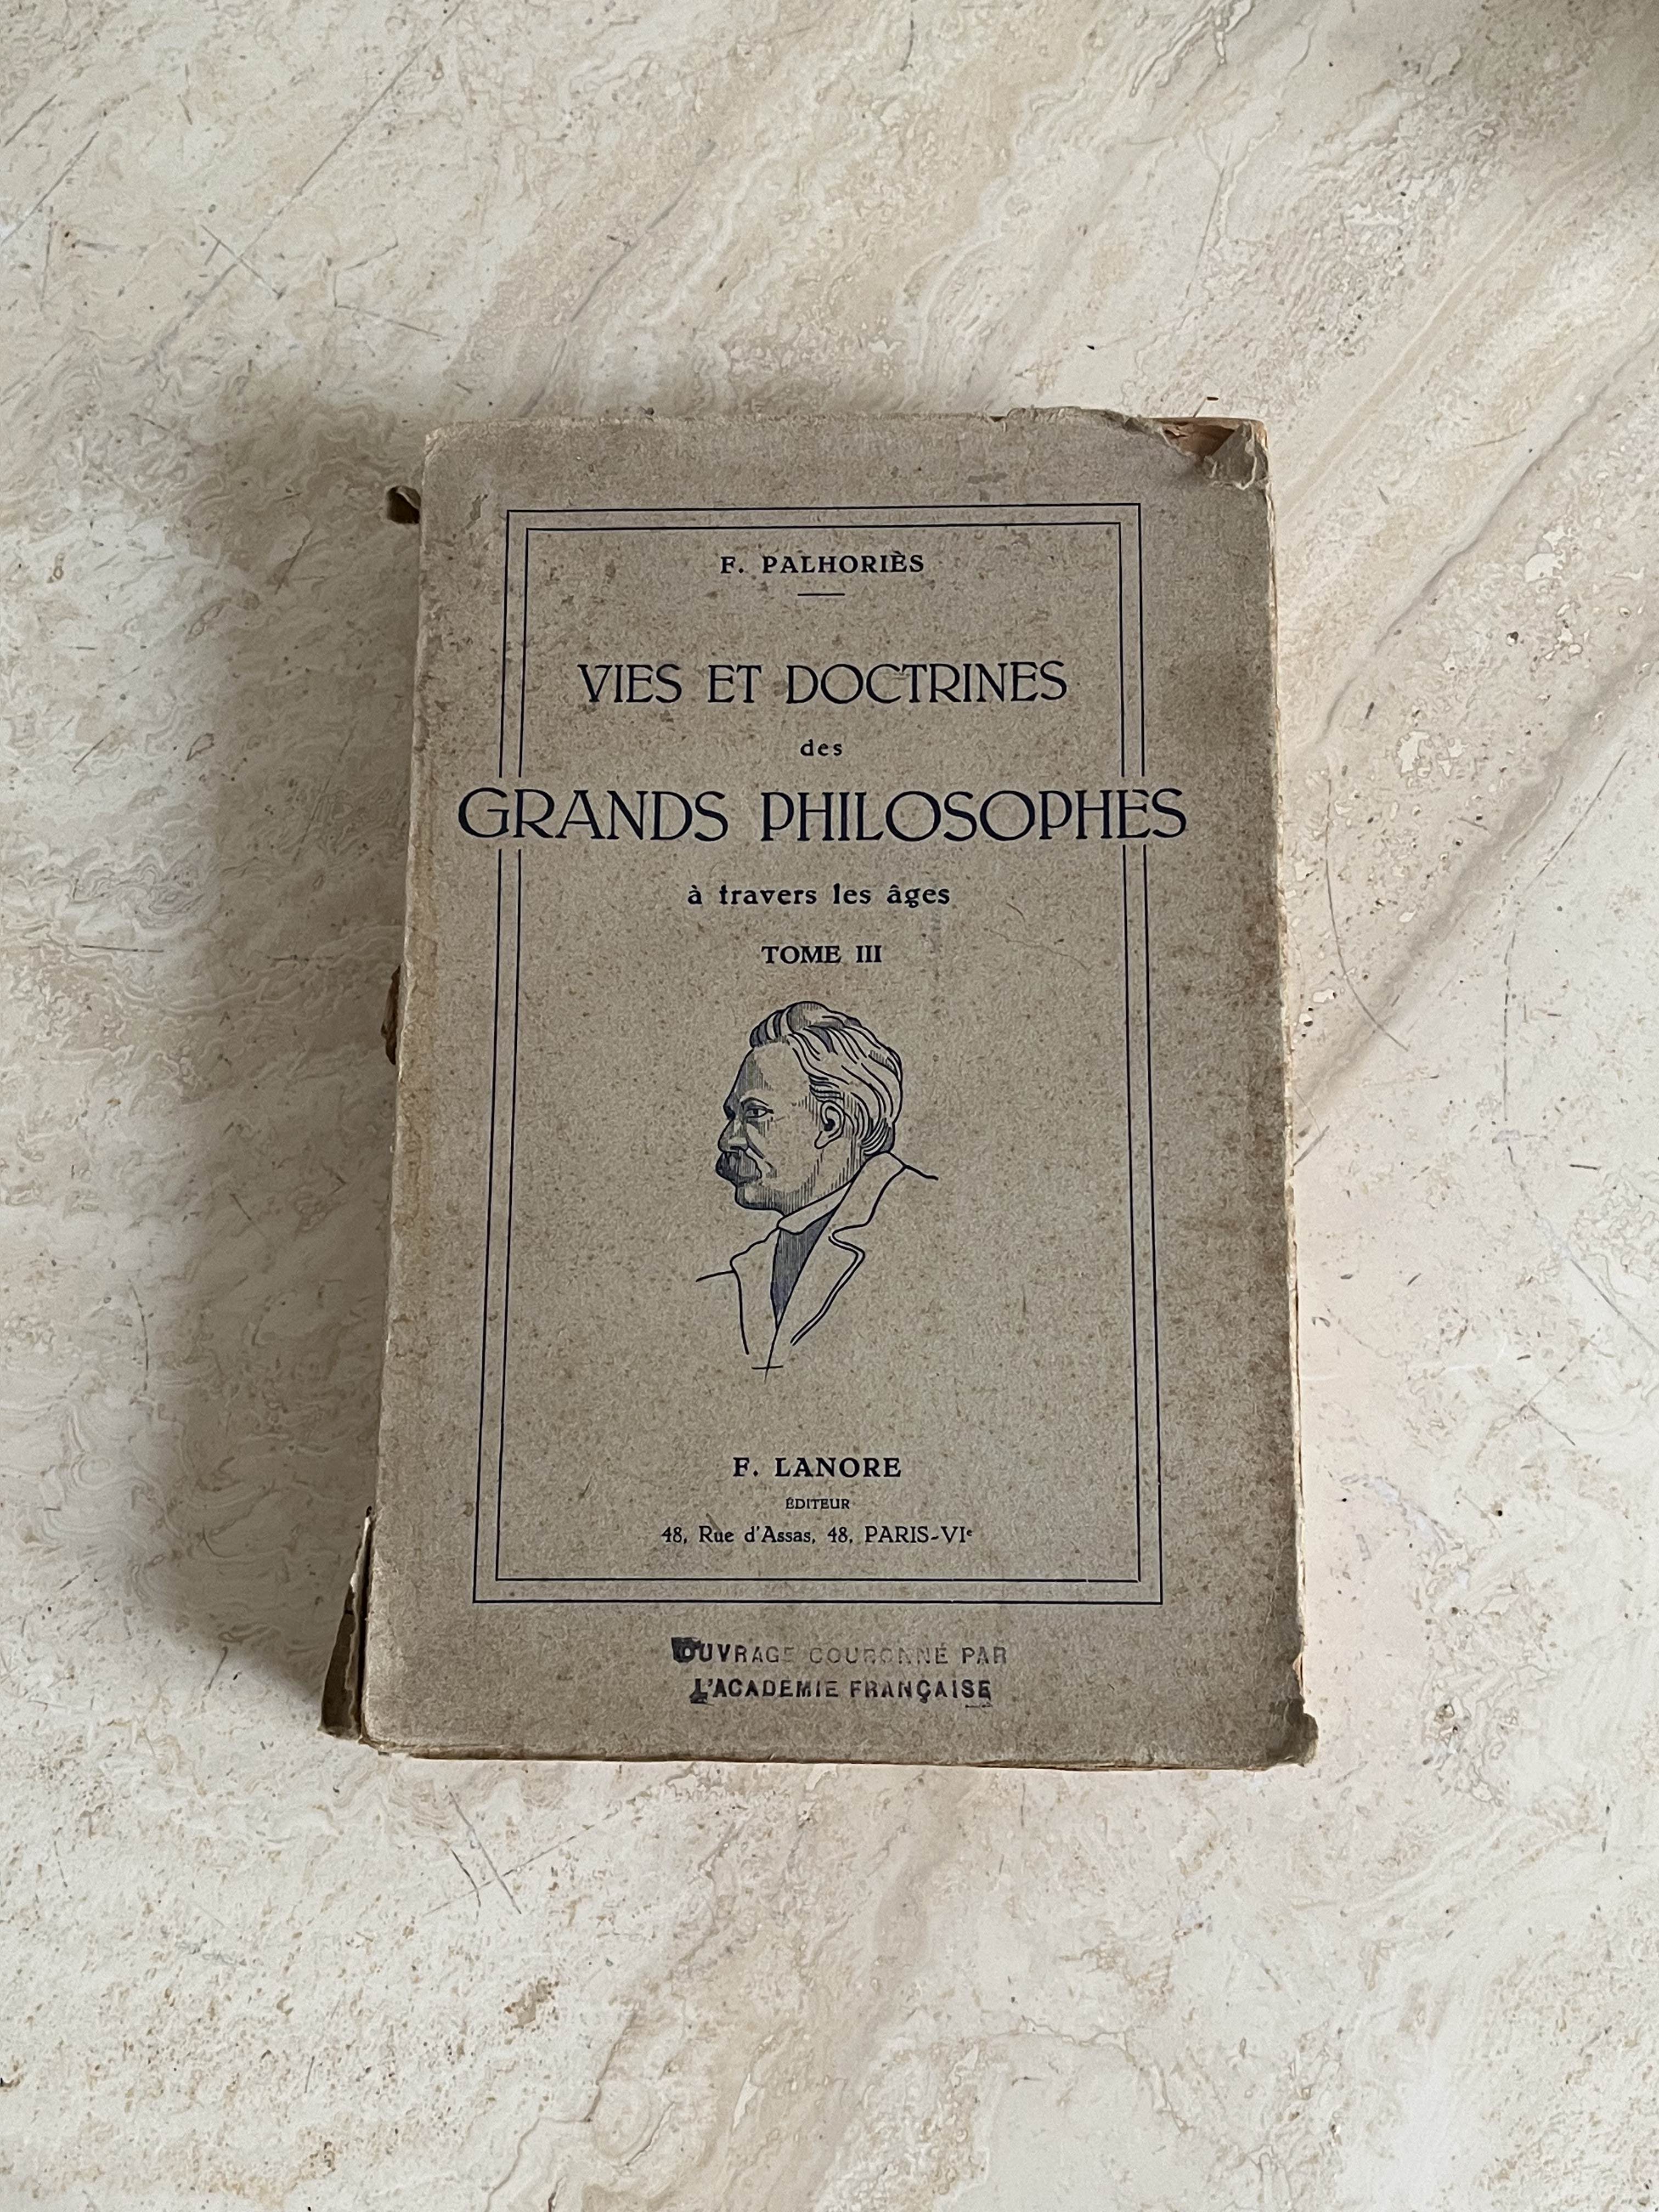 F. PALHORIÈS
VIES ET DOCTRINES
des
GRANDS PHILOSOPHES
à travers les âges
TOME III
F. LANORE
ÉDITEUR
48, Rue d'Assas, 48, PARIS-VIᵉ
OUVRAGE COURONNÉ PAR
L'ACADEMIE FRANÇAISE